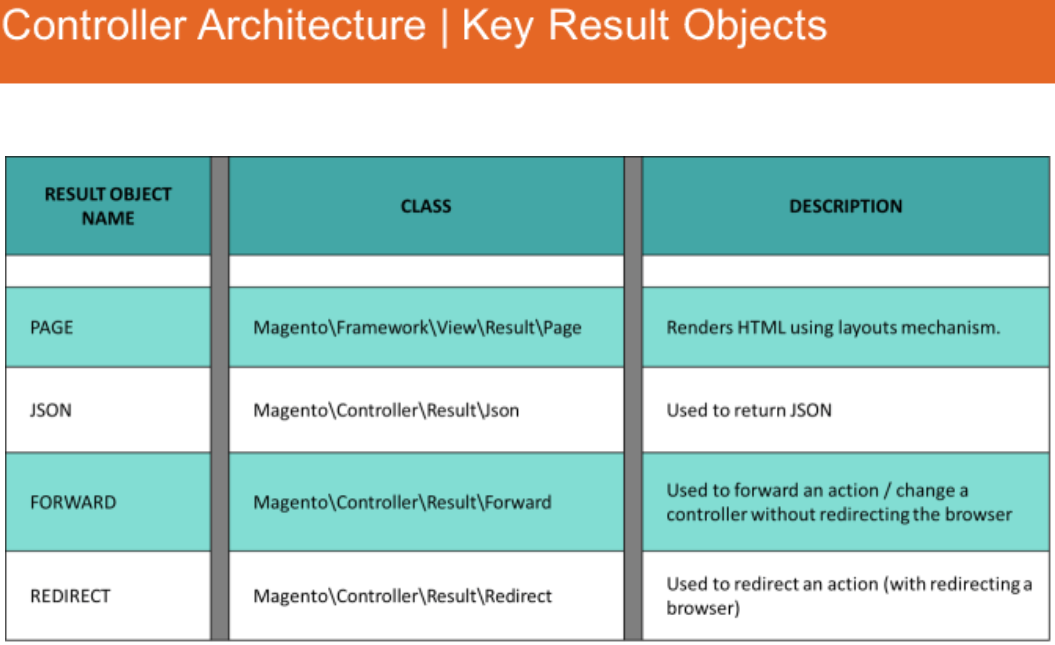 Controller Architecture | Key Result Objects
RESULT OBJECT
NAME
CLASS
DESCRIPTION
PAGE
Magento\Framework\View\Result\Page
Renders HTML using layouts mechanism.
JSON
Magento\Controller\Result\Json
Used to return JSON
FORWARD
Magento\Controller\Result\Forward
Used to forward an action / change a
controller without redirecting the browser
REDIRECT
Magento\Controller\Result\Redirect
Used to redirect an action (with redirecting a
browser)